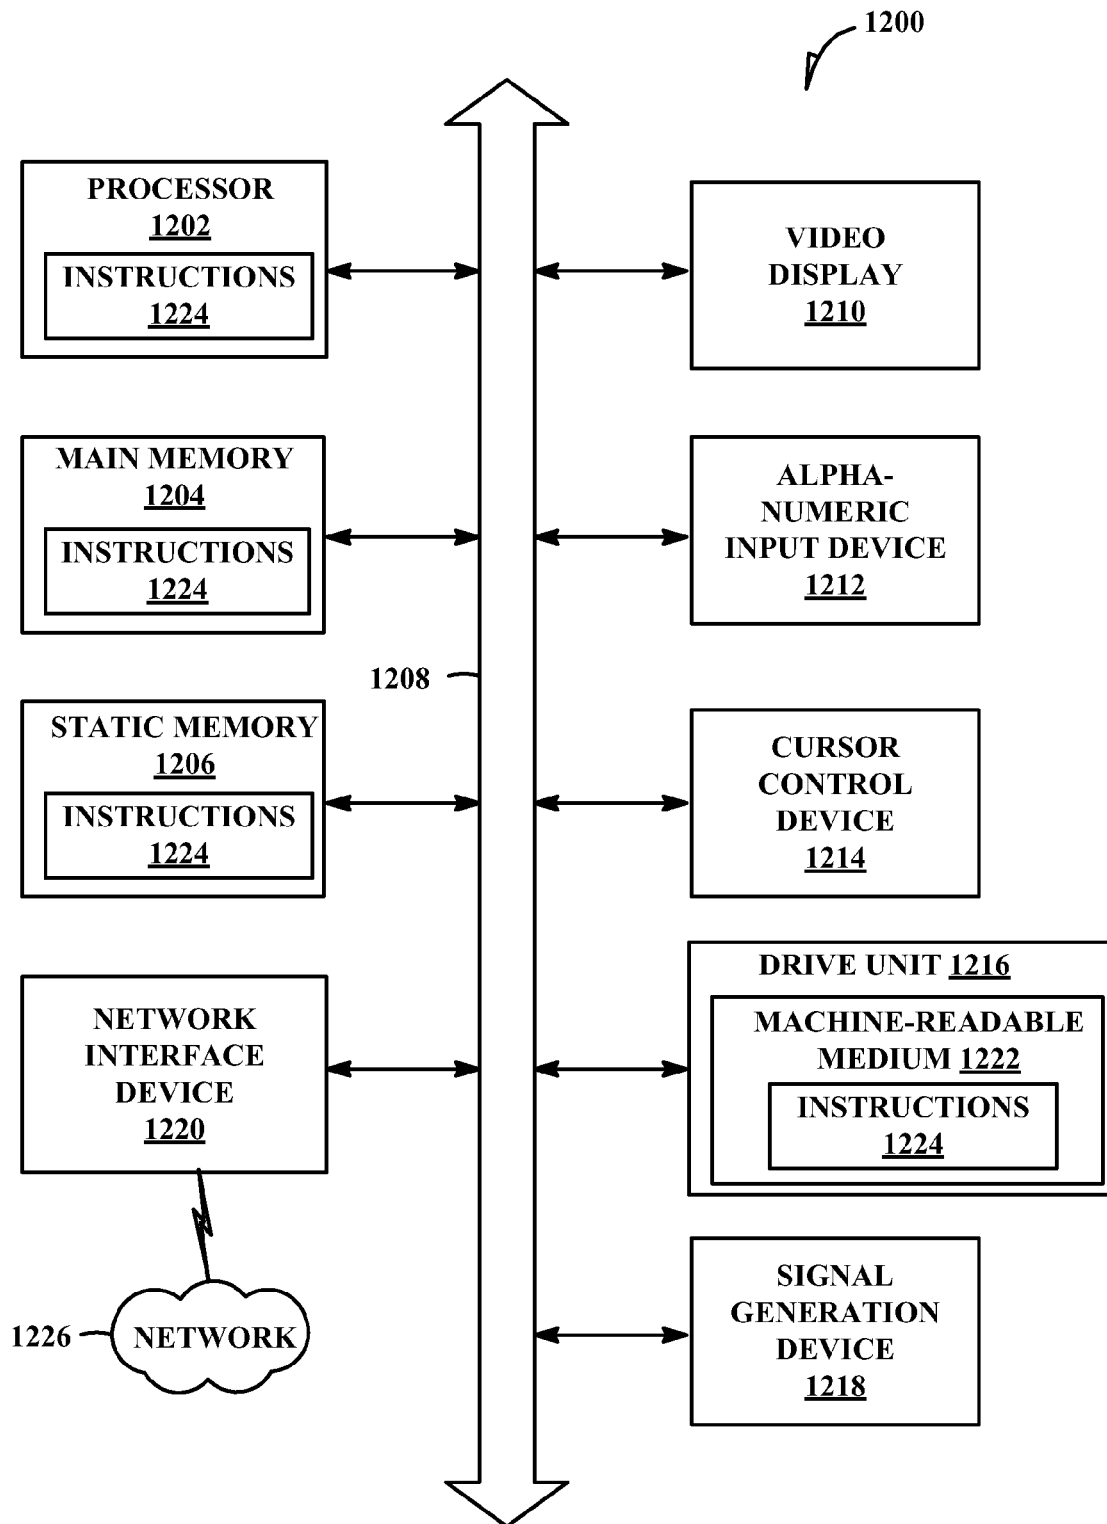 1200
PROCESSOR
1202
INSTRUCTIONS
1224
VIDEO
DISPLAY
1210
MAIN MEMORY
1204
INSTRUCTIONS
1224
ALPHA-
NUMERIC
INPUT DEVICE
1212
1208
STATIC MEMORY
1206
INSTRUCTIONS
1224
CURSOR
CONTROL
DEVICE
1214
NETWORK
INTERFACE
DEVICE
1220
DRIVE UNIT 1216
MACHINE-READABLE
MEDIUM 1222
INSTRUCTIONS
1224
1226
NETWORK
SIGNAL
GENERATION
DEVICE
1218